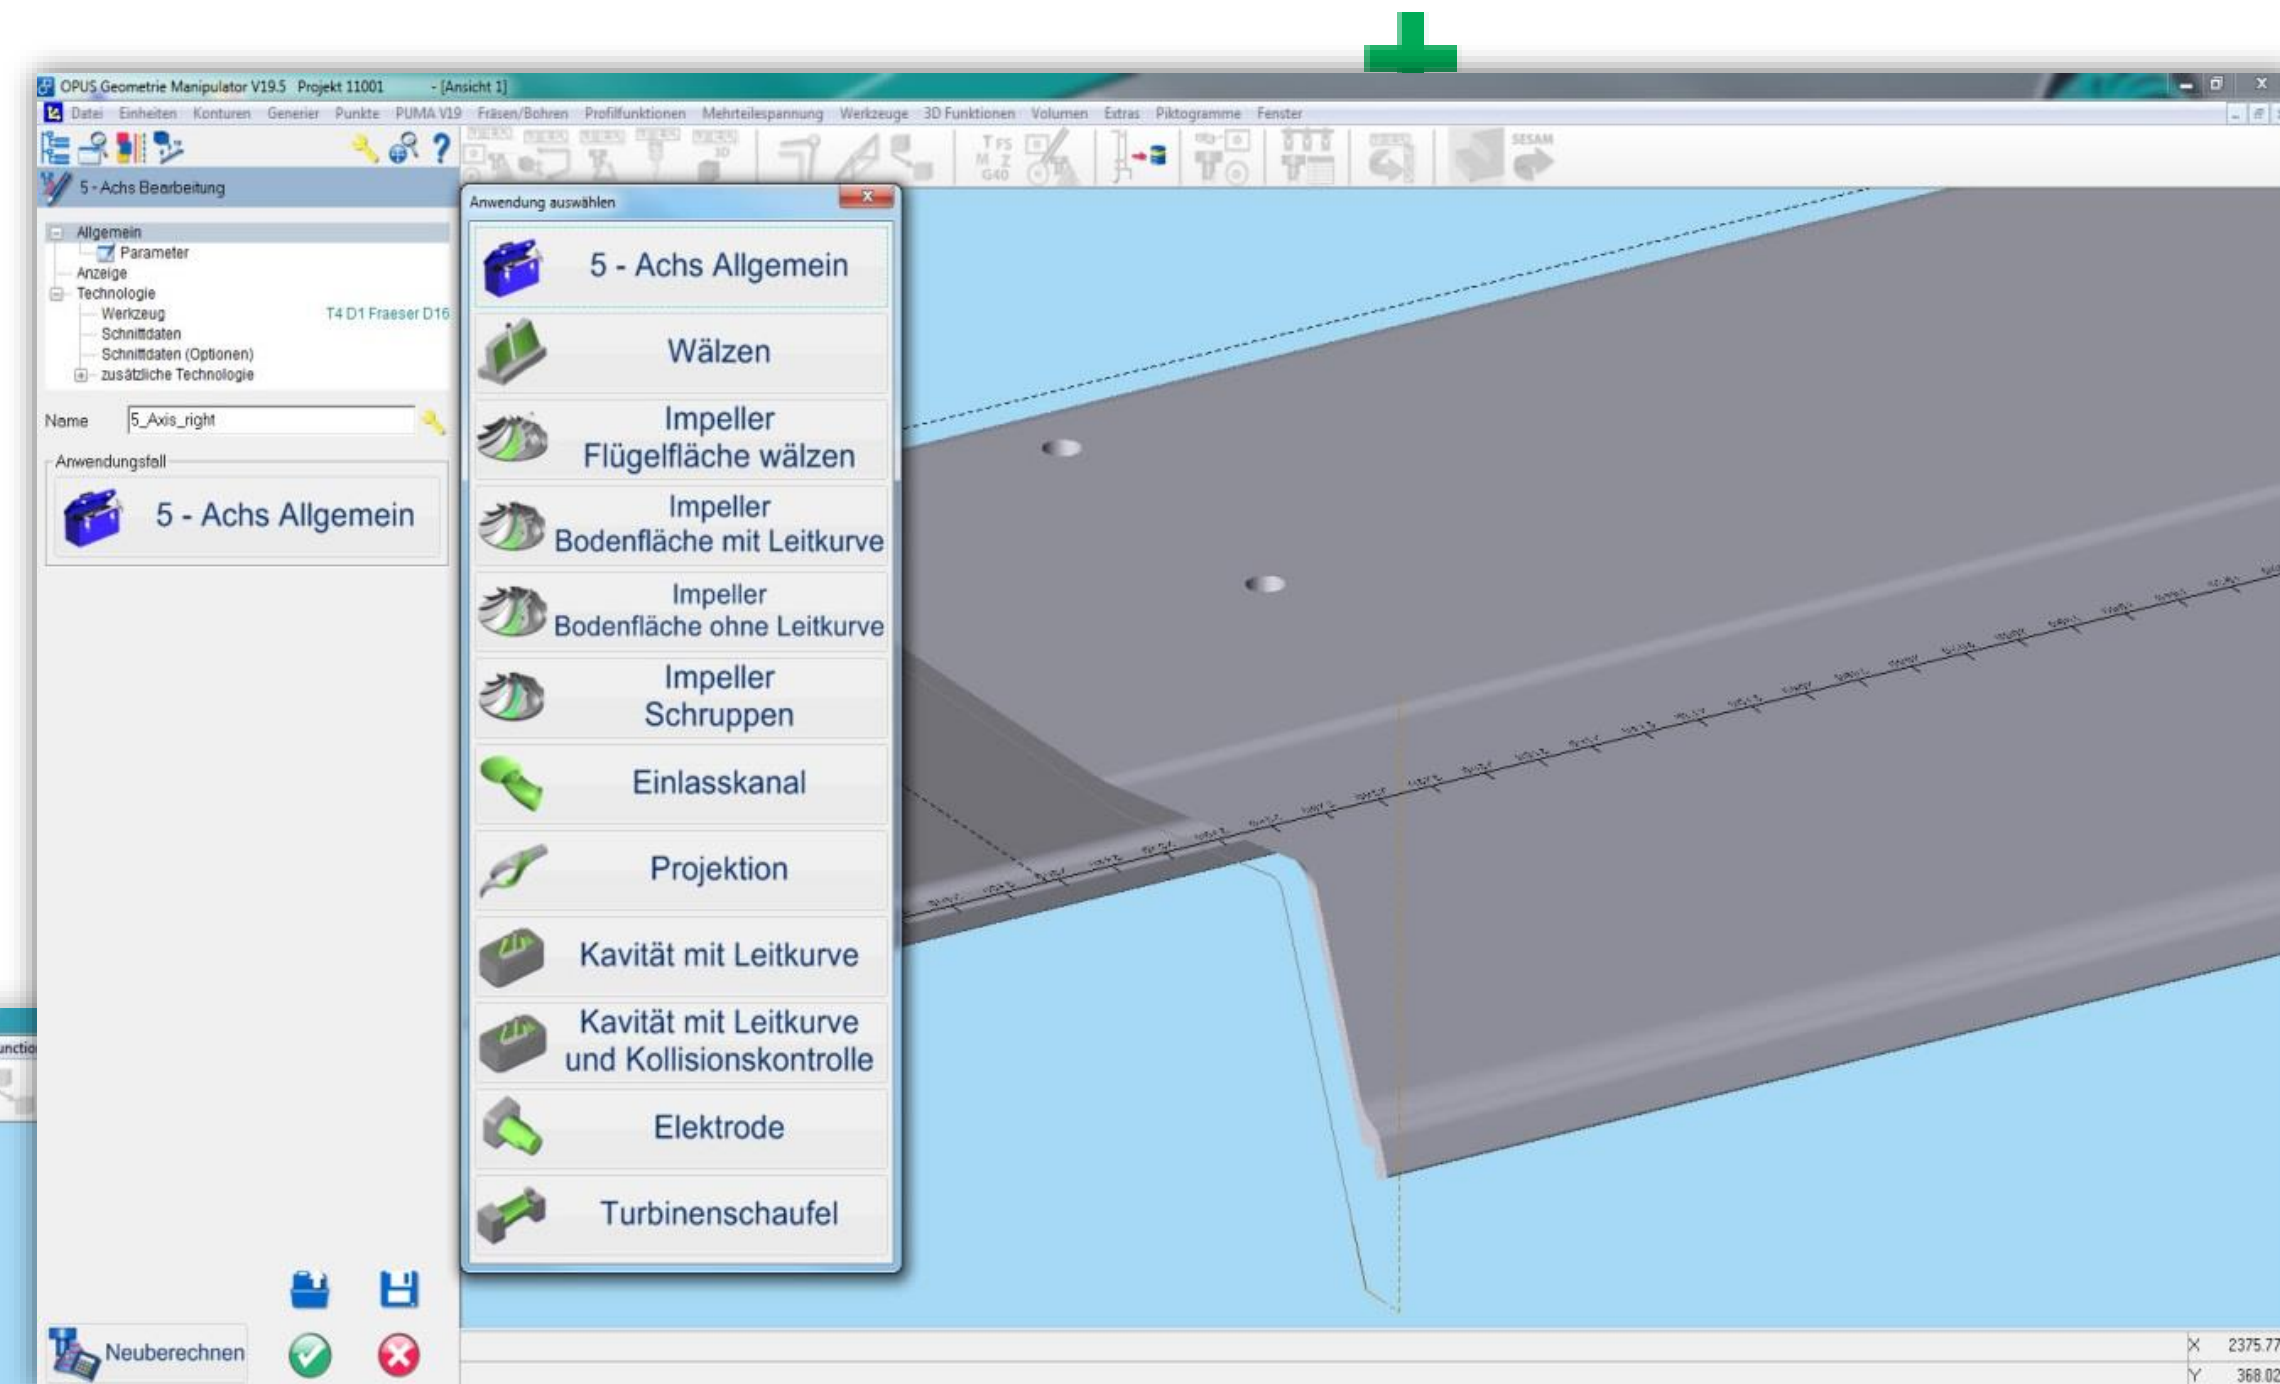 OPUS Geometrie Manipulator V19.5 Projekt 11001 - [Ansicht 1]
Datei Einheiten Konturen Generier Punkte PUMA V19 Fräsen/Bohren Profilfunktionen Mehrteilespannung Werkzeuge 3D Funktionen Volumen Extras Piktogramme Fenster
3D
T FS
M Z
G40
SESAM
5 - Achs Bearbeitung
Allgemein
Parameter
Anzeige
Technologie
Werkzeug T4 D1 Fraeser D16
Schnittdaten
Schnittdaten (Optionen)
zusätzliche Technologie
Name 5_Axis_right
Anwendungsfall
5 - Achs Allgemein
Anwendung auswählen
5 - Achs Allgemein
Wälzen
Impeller
Flügelfläche wälzen
Impeller
Bodenfläche mit Leitkurve
Impeller
Bodenfläche ohne Leitkurve
Impeller
Schruppen
Einlasskanal
Projektion
Kavität mit Leitkurve
Kavität mit Leitkurve
und Kollisionskontrolle
Elektrode
Turbinenschaufel
Neuberechnen
X 2375.77
Y 368.02